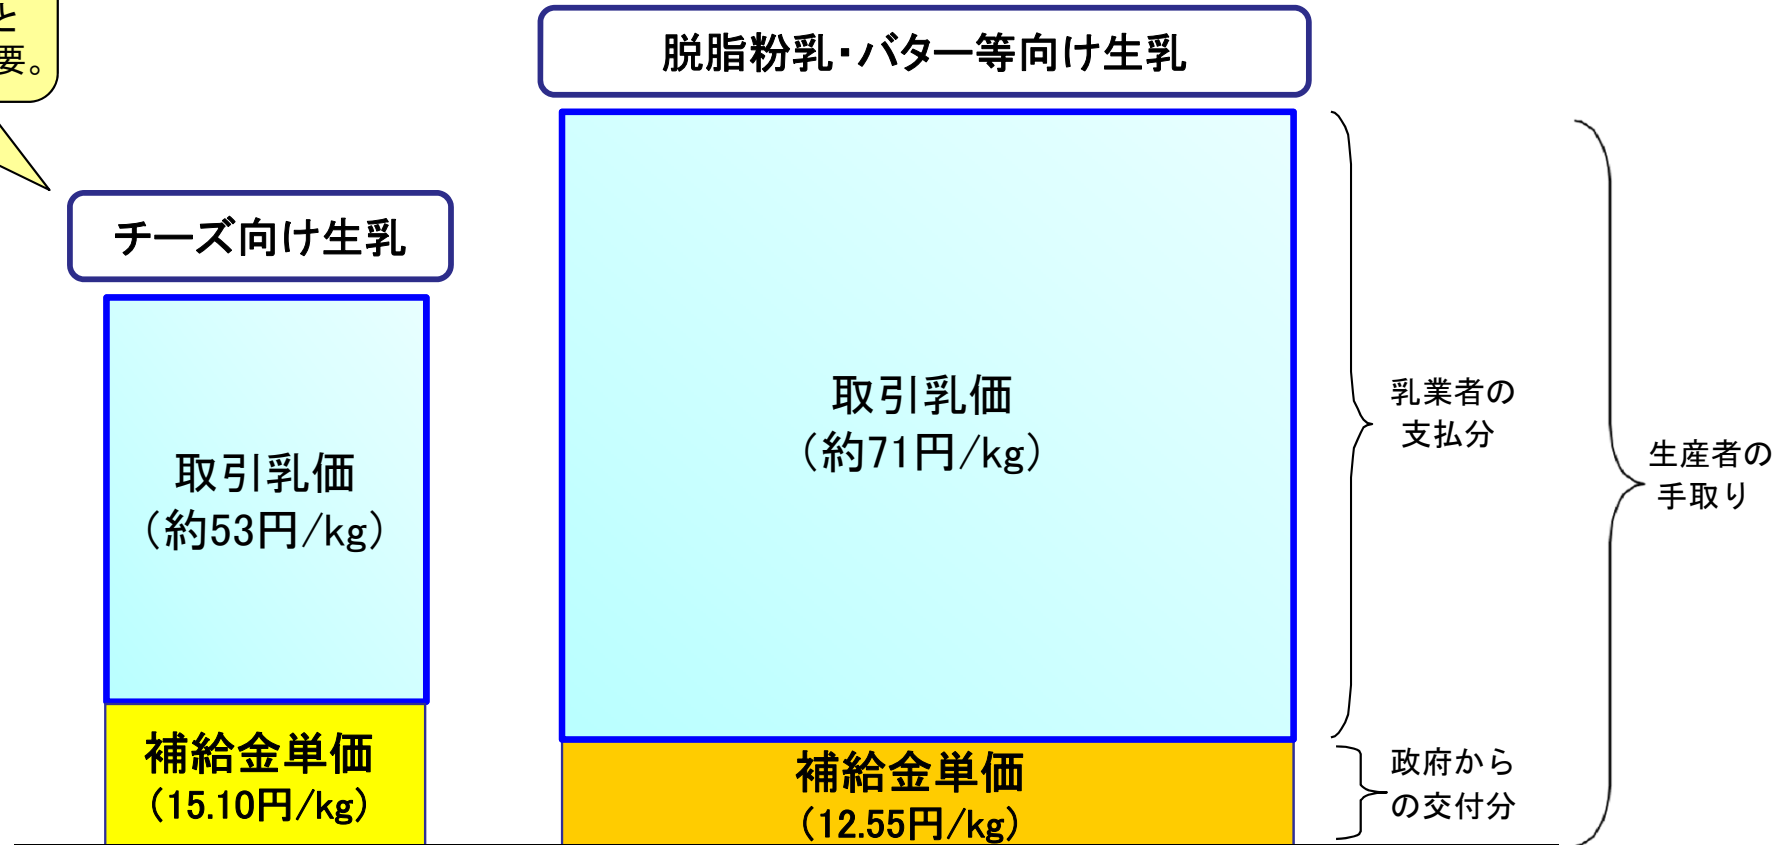 と
要。
脱脂粉乳・バター等向け生乳
チーズ向け生乳
取引乳価
（約71円/kg）
取引乳価
（約53円/kg）
乳業者の
支払分
生産者の
手取り
補給金単価
（15.10円/kg）
補給金単価
（12.55円/kg）
政府から
の交付分